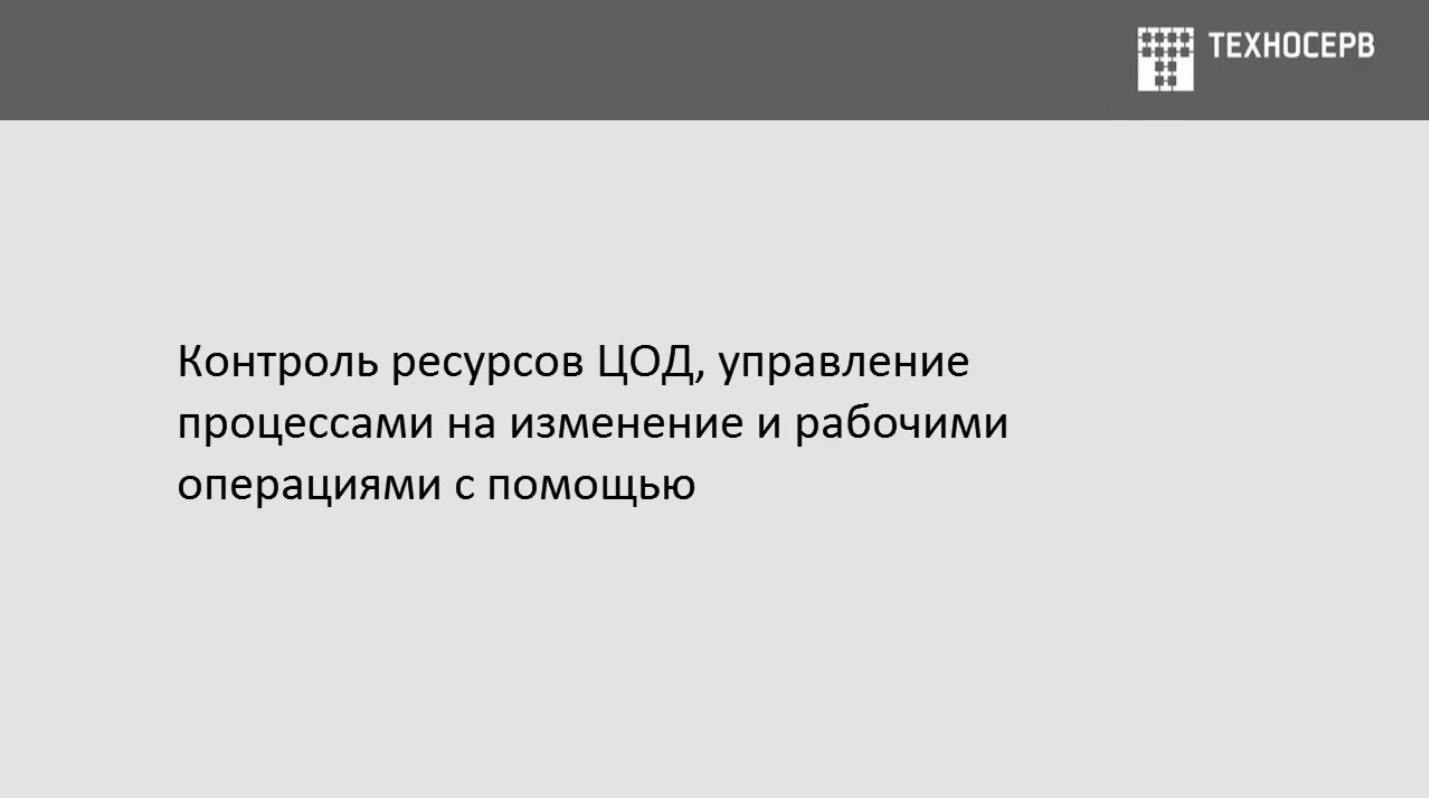 ТЕХНОСЕРВ
Контроль ресурсов ЦОД, управление
процессами на изменение и рабочими
операциями с помощью